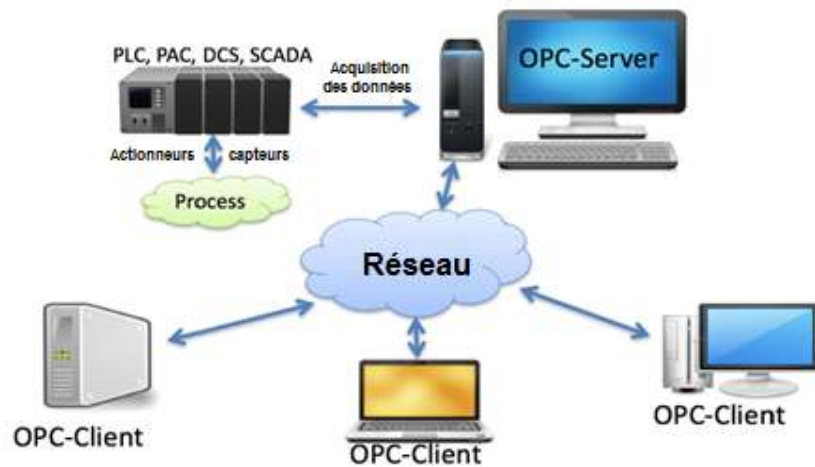 PLC, PAC, DCS, SCADA
Acquisition
des données
OPC-Server
Actionneurs
capteurs
Process
Réseau
OPC-Client
OPC-Client
OPC-Client